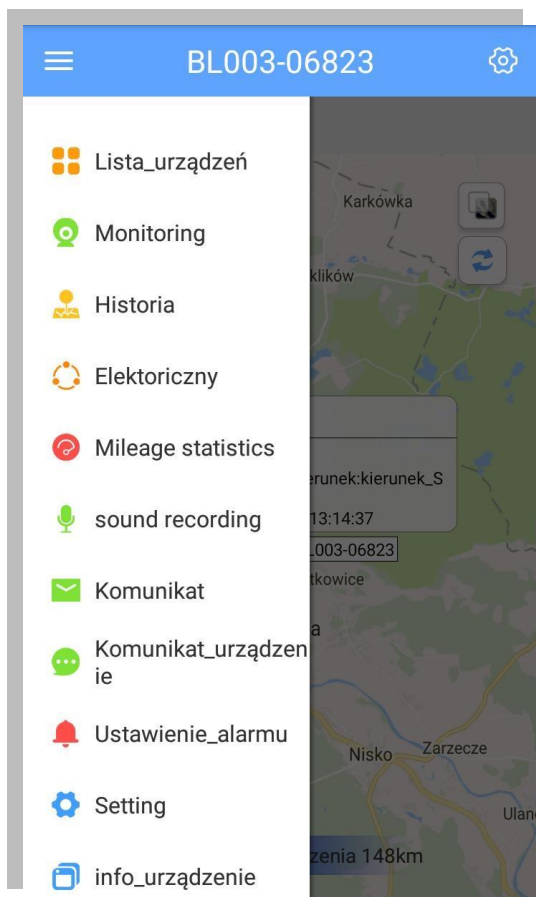 BL003-06823
Lista_urządzeń
Monitoring
Historia
Elektoriczny
Mileage statistics
sound recording
Komunikat
Komunikat_urządzen
ie
Ustawienie_alarmu
Setting
info_urządzenie
Karkówka
klików
erunek:kierunek_S
13:14:37
.003-06823
tkowice
a
Nisko
Zarzecze
Ulan
zenia 148km